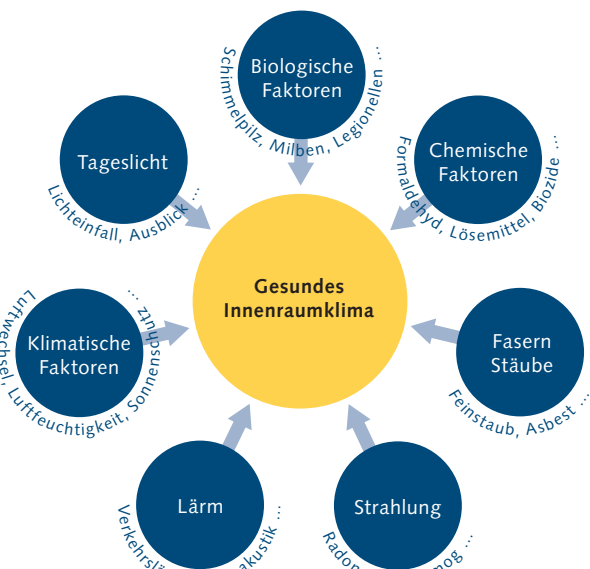 Biologische
Faktoren
Schimmelpilz, Milben, Legionellen ...
Chemische
Faktoren
Formaldehyd, Lösemittel, Biozide ...
Tageslicht
Lichteinfall, Ausblick ...
Gesundes
Innenraumklima
Fasern
Stäube
Feinstaub, Asbest ...
Klimatische
Faktoren
Luftwechsel, Luftfeuchtigkeit, Sonnenschutz ...
Lärm
Strahlung